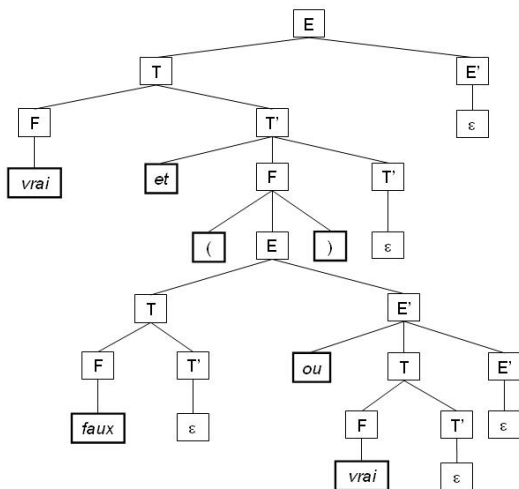 E
T E'
F T' ε
vrai et F T'
( E ) ε
T E'
F T' ou T E'
faux ε F T' ε
vrai ε